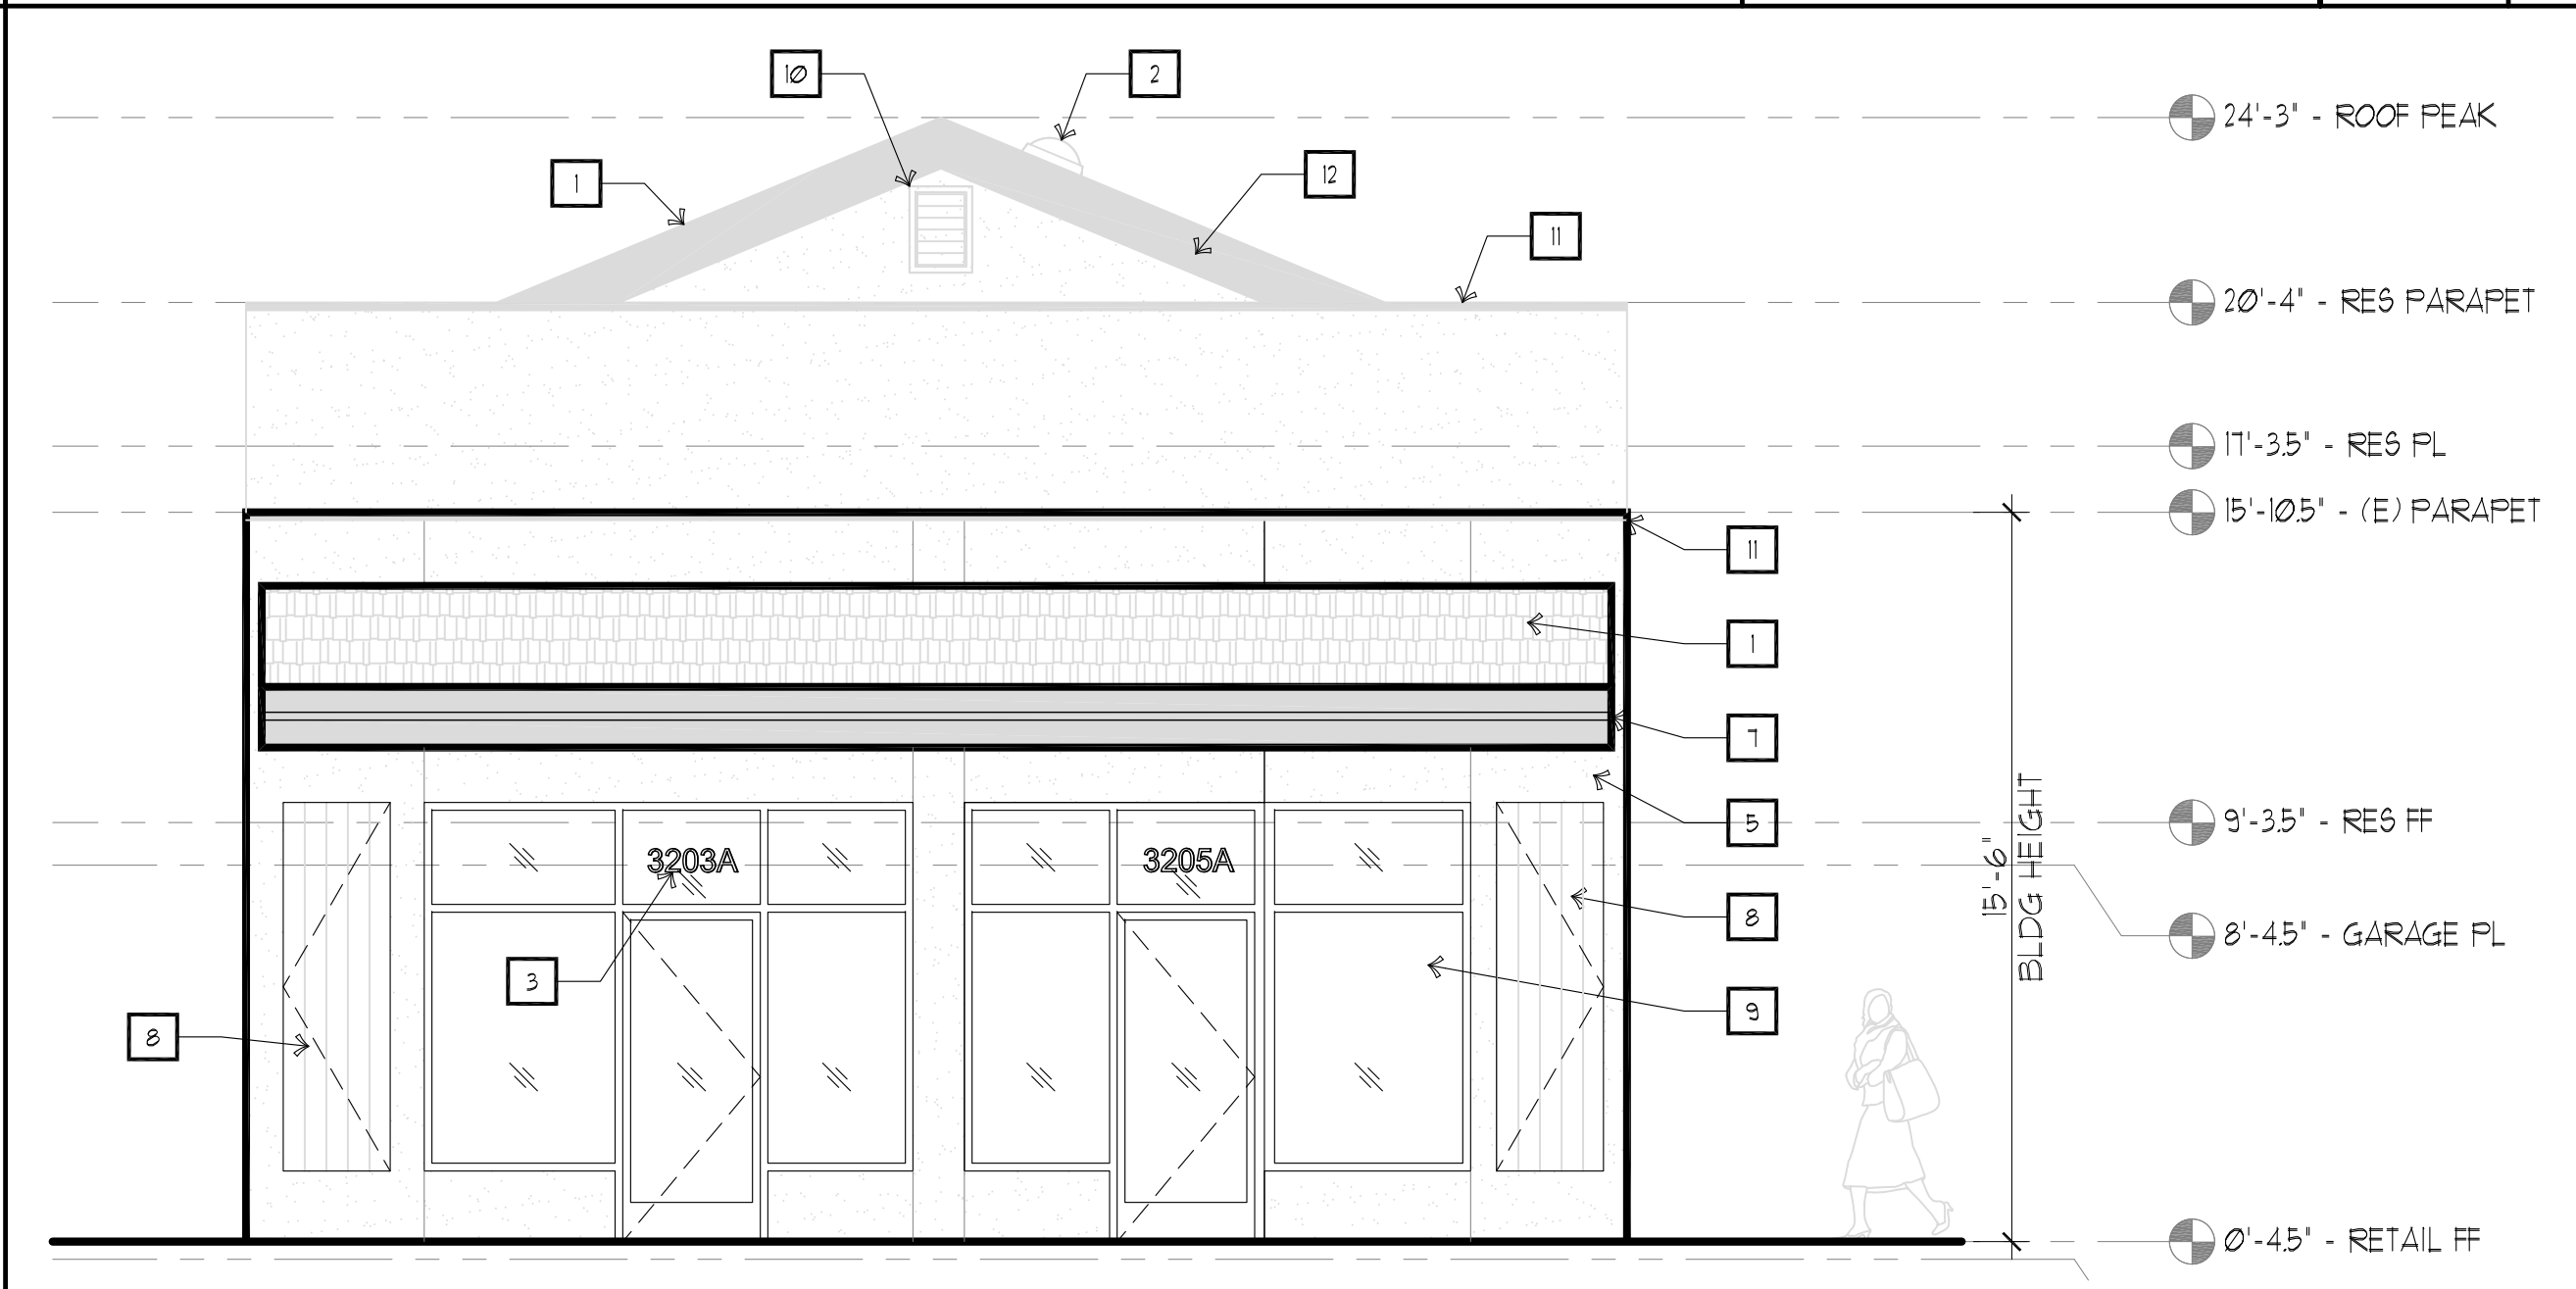 10
2
24'-3" - ROOF PEAK
1
12
11
20'-4" - RES PARAPET
17'-3.5" - RES PL
15'-10.5" - (E) PARAPET
11
1
7
5
9'-3.5" - RES FF
3203A
3205A
15'-6"
BLDG HEIGHT
8
8'-4.5" - GARAGE PL
3
9
8
0'-4.5" - RETAIL FF